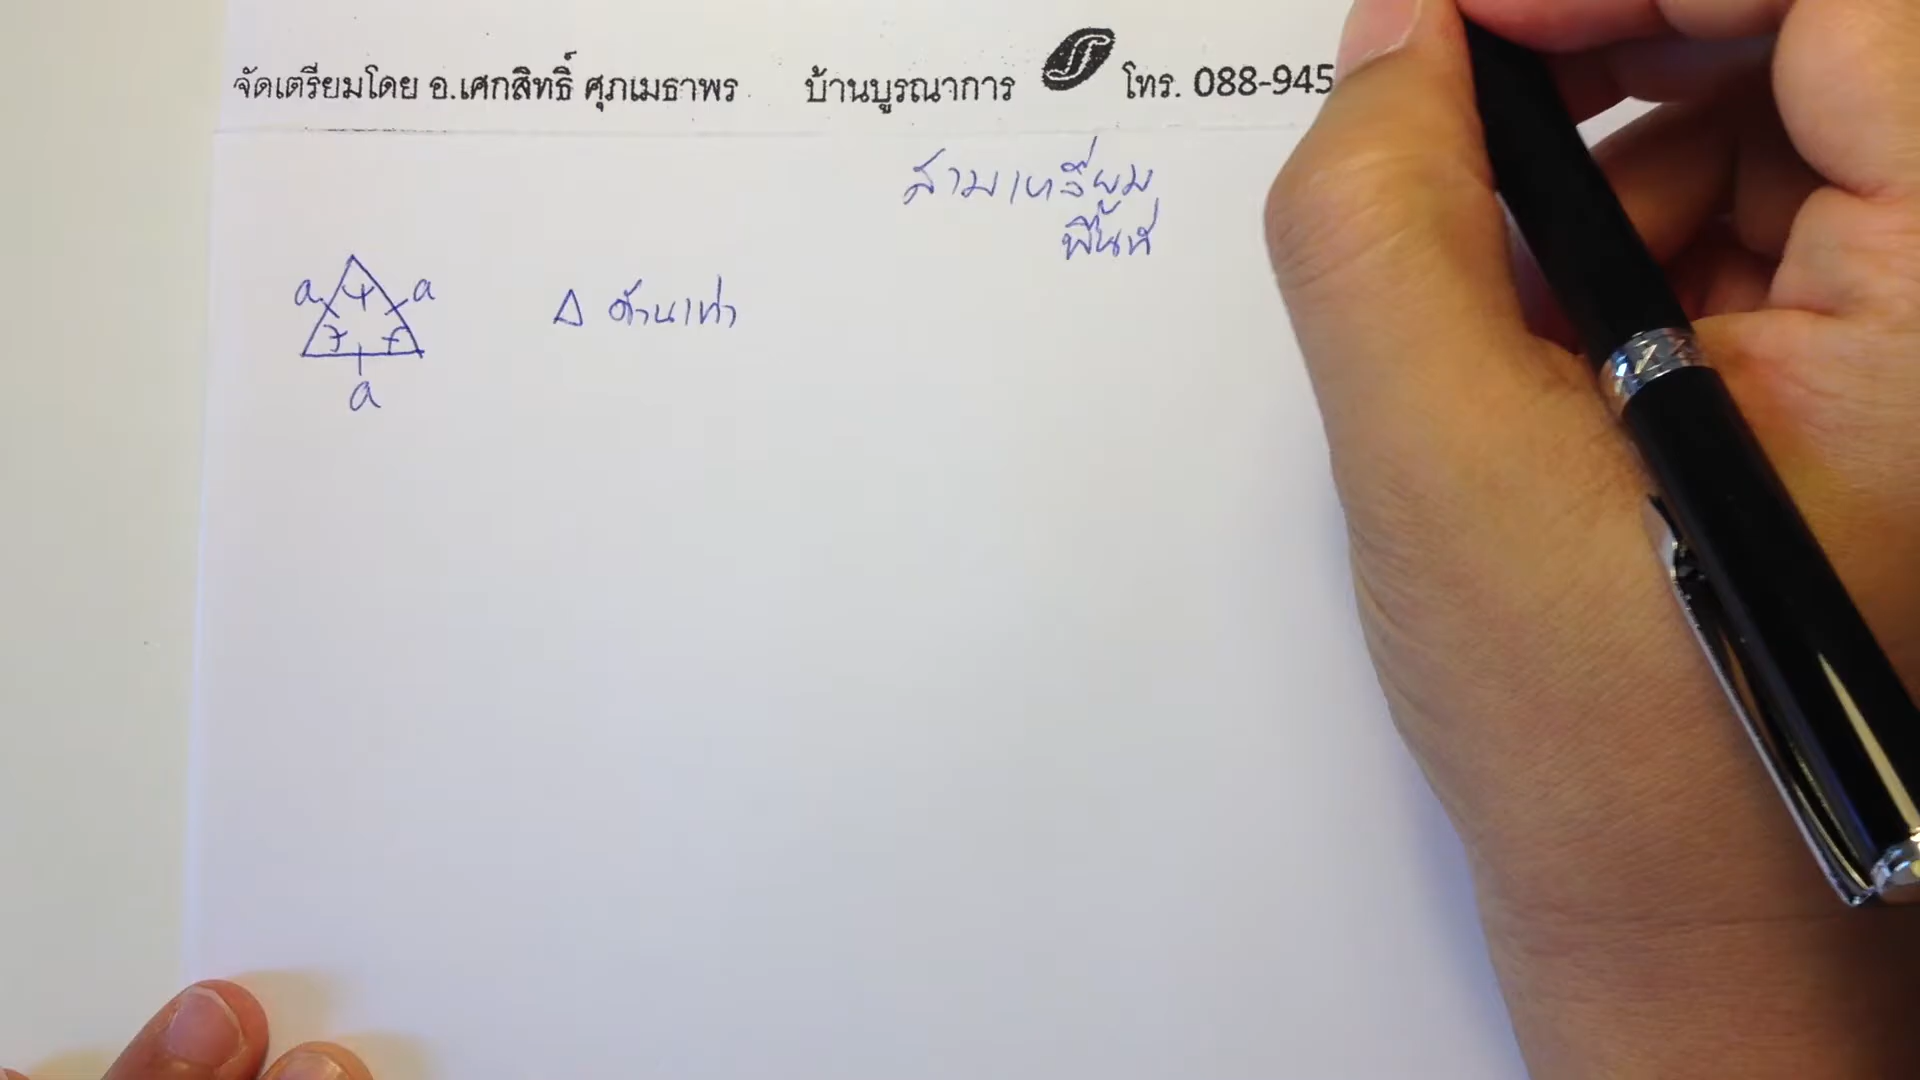 จัดเตรียมโดย อ.เศกสิทธิ์ ศุภเมธาพร บ้านบูรณาการ โทร. 088-945
สามเหลี่ยม
พื้นที่
a a
Δ ด้านเท่า
a